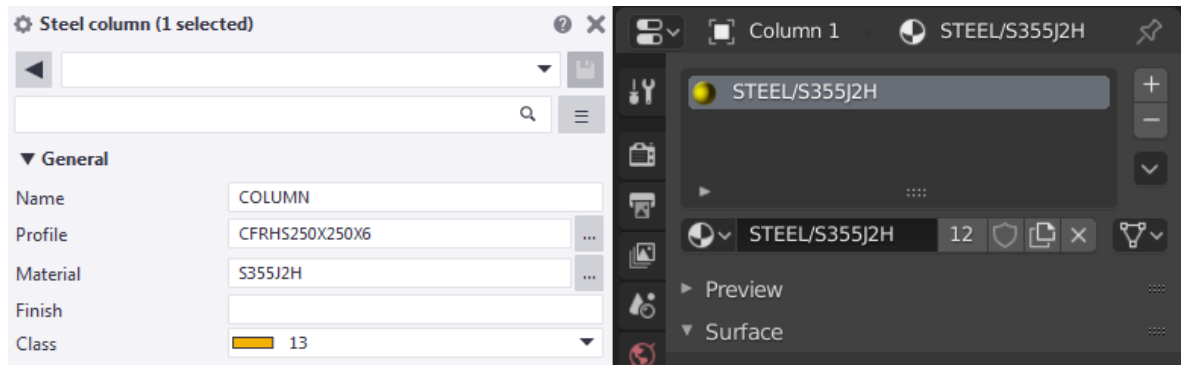 Steel column (1 selected)
General
Name COLUMN
Profile CFRHS250X250X6 ...
Material S355J2H ...
Finish
Class 13
Column 1 STEEL/S355J2H
STEEL/S355J2H
STEEL/S355J2H 12
Preview
Surface